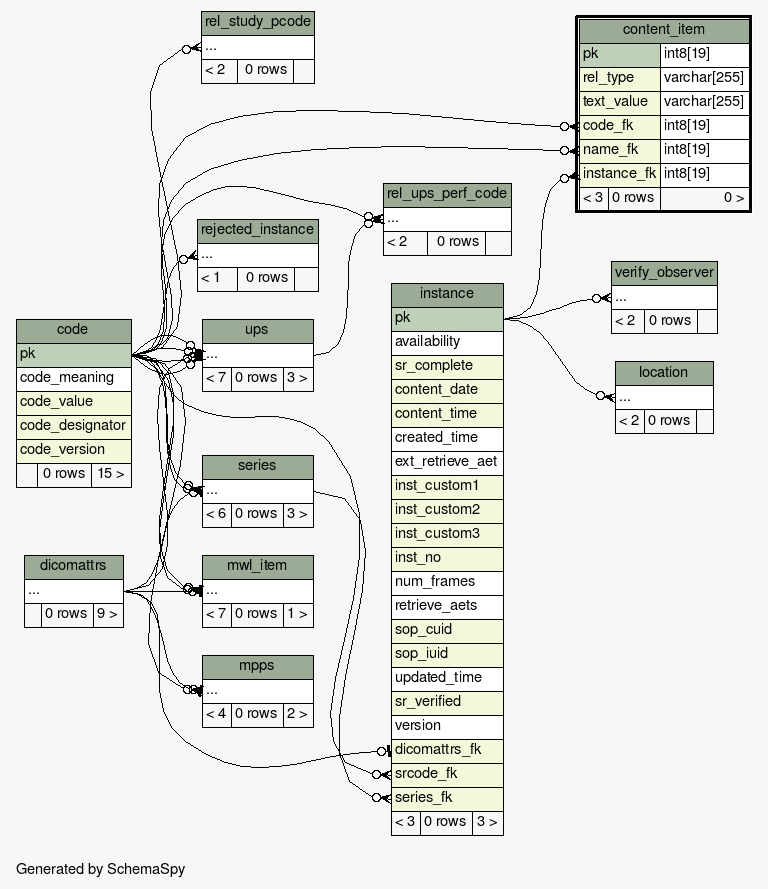 rel_study_pcode
...
< 2 0 rows
content_item
pk int8[19]
rel_type varchar[255]
text_value varchar[255]
code_fk int8[19]
name_fk int8[19]
instance_fk int8[19]
< 3 0 rows 0 >
rel_ups_perf_code
...
< 2 0 rows
rejected_instance
...
< 1 0 rows
verify_observer
...
< 2 0 rows
instance
pk
availability
sr_complete
content_date
content_time
created_time
ext_retrieve_aet
inst_custom1
inst_custom2
inst_custom3
inst_no
num_frames
retrieve_aets
sop_cuid
sop_iuid
updated_time
sr_verified
version
dicomattrs_fk
srcode_fk
series_fk
< 3 0 rows 3 >
code
pk
code_meaning
code_value
code_designator
code_version
0 rows 15 >
ups
...
< 7 0 rows 3 >
location
...
< 2 0 rows
series
...
< 6 0 rows 3 >
dicomattrs
...
0 rows 9 >
mwl_item
...
< 7 0 rows 1 >
mpps
...
< 4 0 rows 2 >
Generated by SchemaSpy